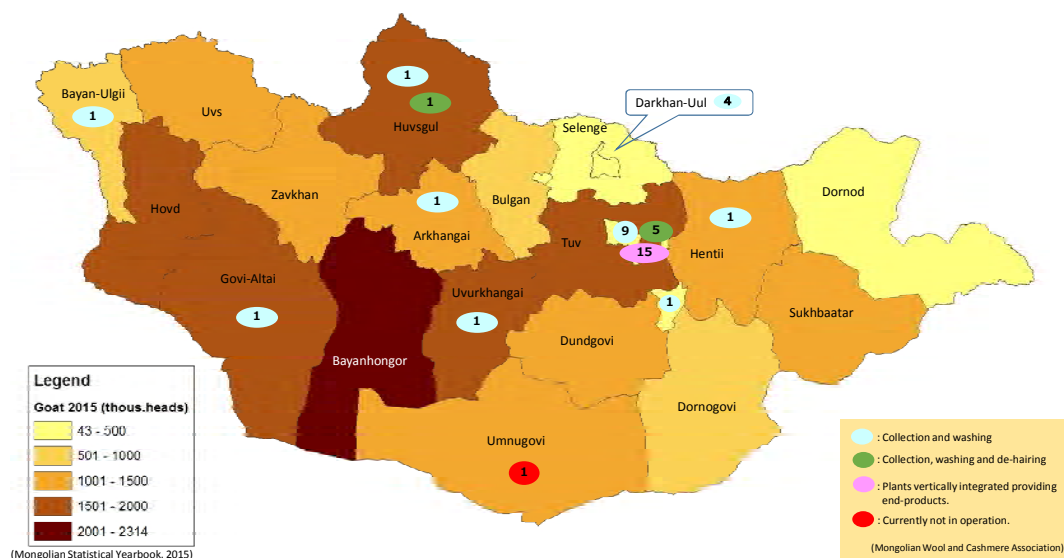 1
Bayan-Ulgii
1
Uvs
1
Huvsgul
Darkhan-Uul 4
Selenge
Zavkhan
Hovd
1
Arkhangai
Bulgan
Dornod
1
9
5
15
Tuv
Hentii
Govi-Altai
1
Uvurkhangai
1
1
Sukhbaatar
Dundgovi
Bayanhongor
Dornogovi
Umnugovi
1
Legend
Goat 2015 (thous.heads)
43 - 500
501 - 1000
1001 - 1500
1501 - 2000
2001 - 2314
(Mongolian Statistical Yearbook, 2015)
: Collection and washing
: Collection, washing and de-hairing
: Plants vertically integrated providing
end-products.
: Currently not in operation.
(Mongolian Wool and Cashmere Association)